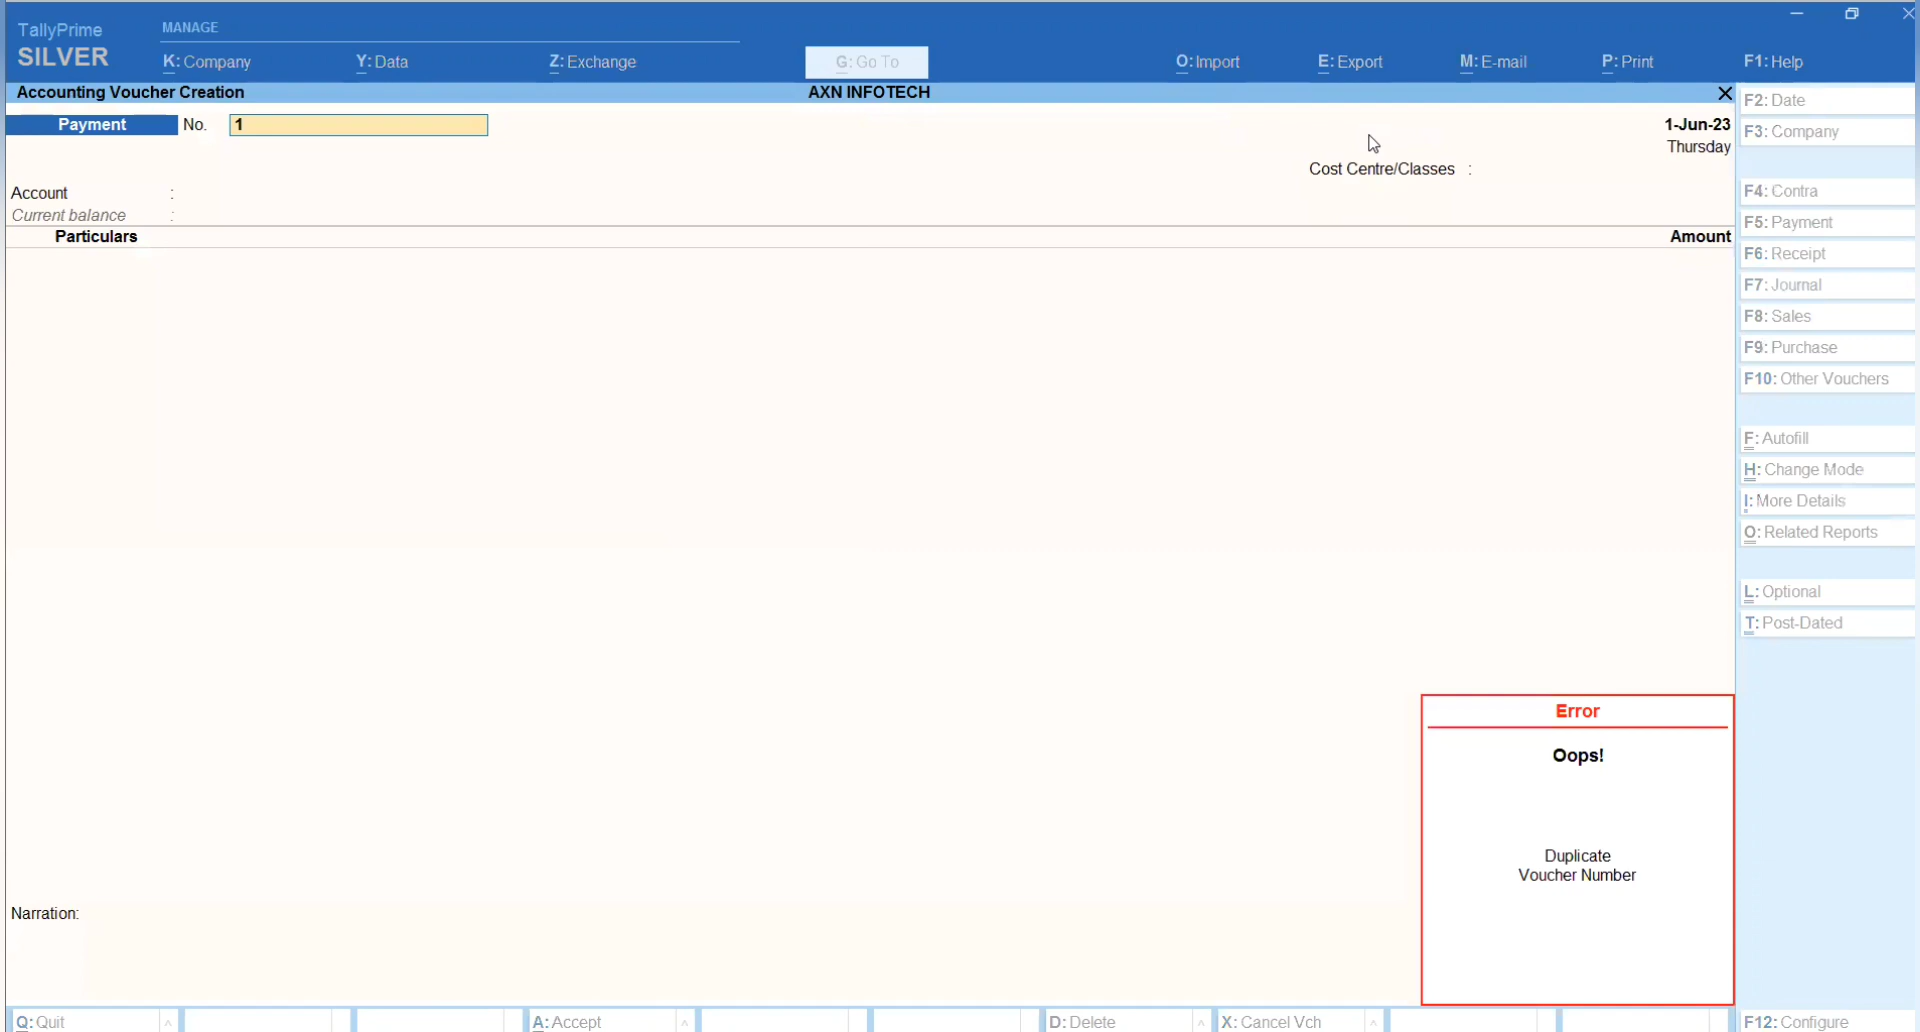 TallyPrime
SILVER
MANAGE
K: Company
Y: Data
Z: Exchange
G: Go To
O: Import
E: Export
M: E-mail
P: Print
F1: Help
Accounting Voucher Creation
AXN INFOTECH
Payment
No.
1
1-Jun-23
Thursday
Cost Centre/Classes :
Account :
Current balance :
Particulars
Amount
F2: Date
F3: Company
F4: Contra
F5: Payment
F6: Receipt
F7: Journal
F8: Sales
F9: Purchase
F10: Other Vouchers
F: Autofill
H: Change Mode
I: More Details
O: Related Reports
L: Optional
T: Post-Dated
Error
Oops!
Duplicate
Voucher Number
Narration:
Q: Quit
A: Accept
D: Delete
X: Cancel Vch
F12: Configure